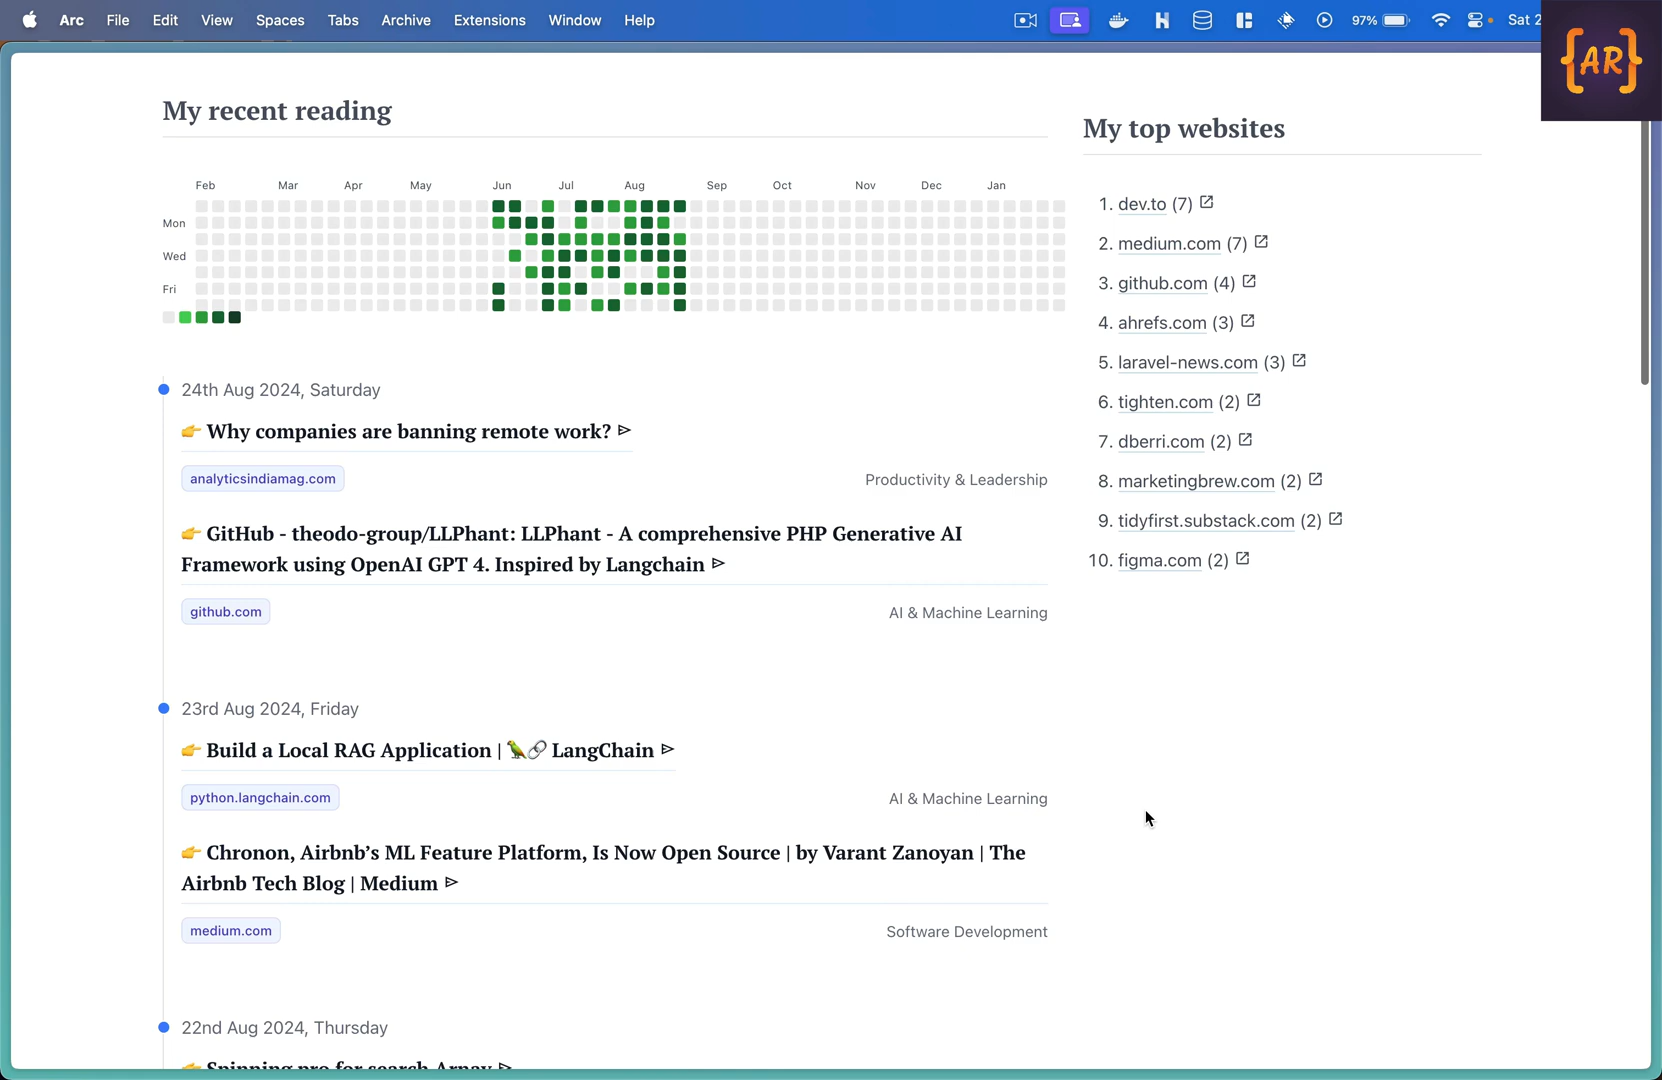 Arc File Edit View Spaces Tabs Archive Extensions Window Help 97% Sat 2
{AR}
My recent reading
Feb Mar Apr May Jun Jul Aug Sep Oct Nov Dec Jan
Mon
Wed
Fri
24th Aug 2024, Saturday
👉 Why companies are banning remote work?
analyticsindiamag.com
Productivity & Leadership
👉 GitHub - theodo-group/LLPhant: LLPhant - A comprehensive PHP Generative AI
Framework using OpenAI GPT 4. Inspired by Langchain
github.com
AI & Machine Learning
23rd Aug 2024, Friday
👉 Build a Local RAG Application | 🦜🔗 LangChain
python.langchain.com
AI & Machine Learning
👉 Chronon, Airbnb’s ML Feature Platform, Is Now Open Source | by Varant Zanoyan | The
Airbnb Tech Blog | Medium
medium.com
Software Development
22nd Aug 2024, Thursday
My top websites
1. dev.to (7)
2. medium.com (7)
3. github.com (4)
4. ahrefs.com (3)
5. laravel-news.com (3)
6. tighten.com (2)
7. dberri.com (2)
8. marketingbrew.com (2)
9. tidyfirst.substack.com (2)
10. figma.com (2)